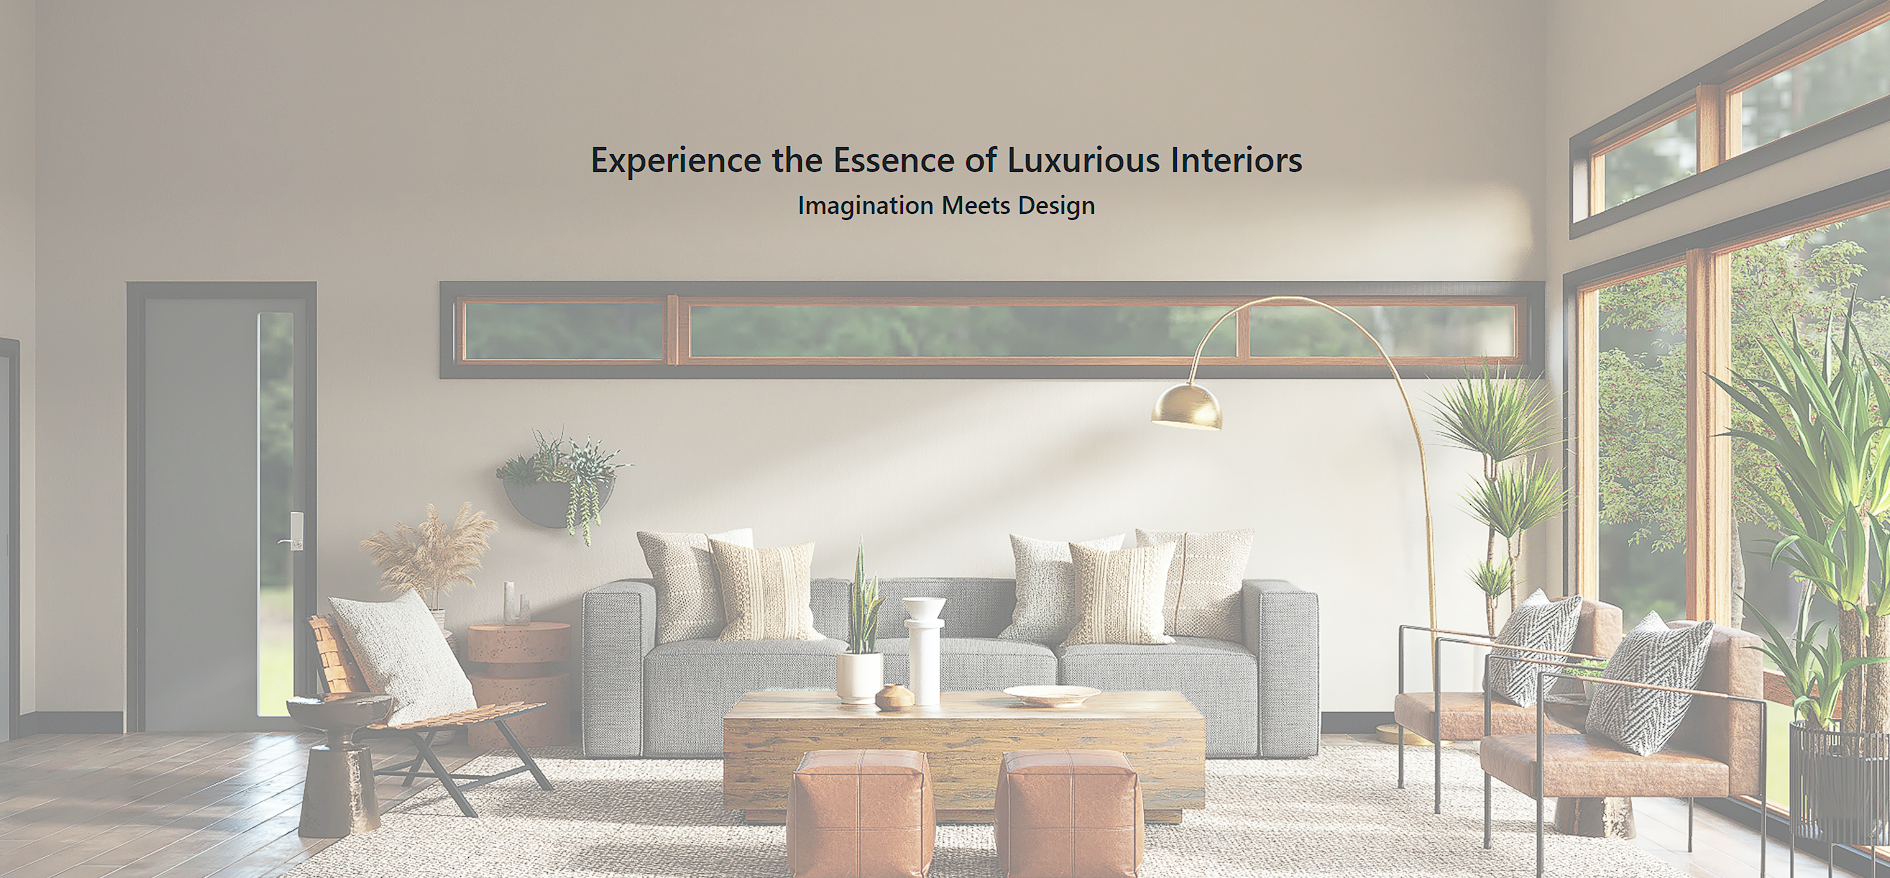 Experience the Essence of Luxurious Interiors
Imagination Meets Design